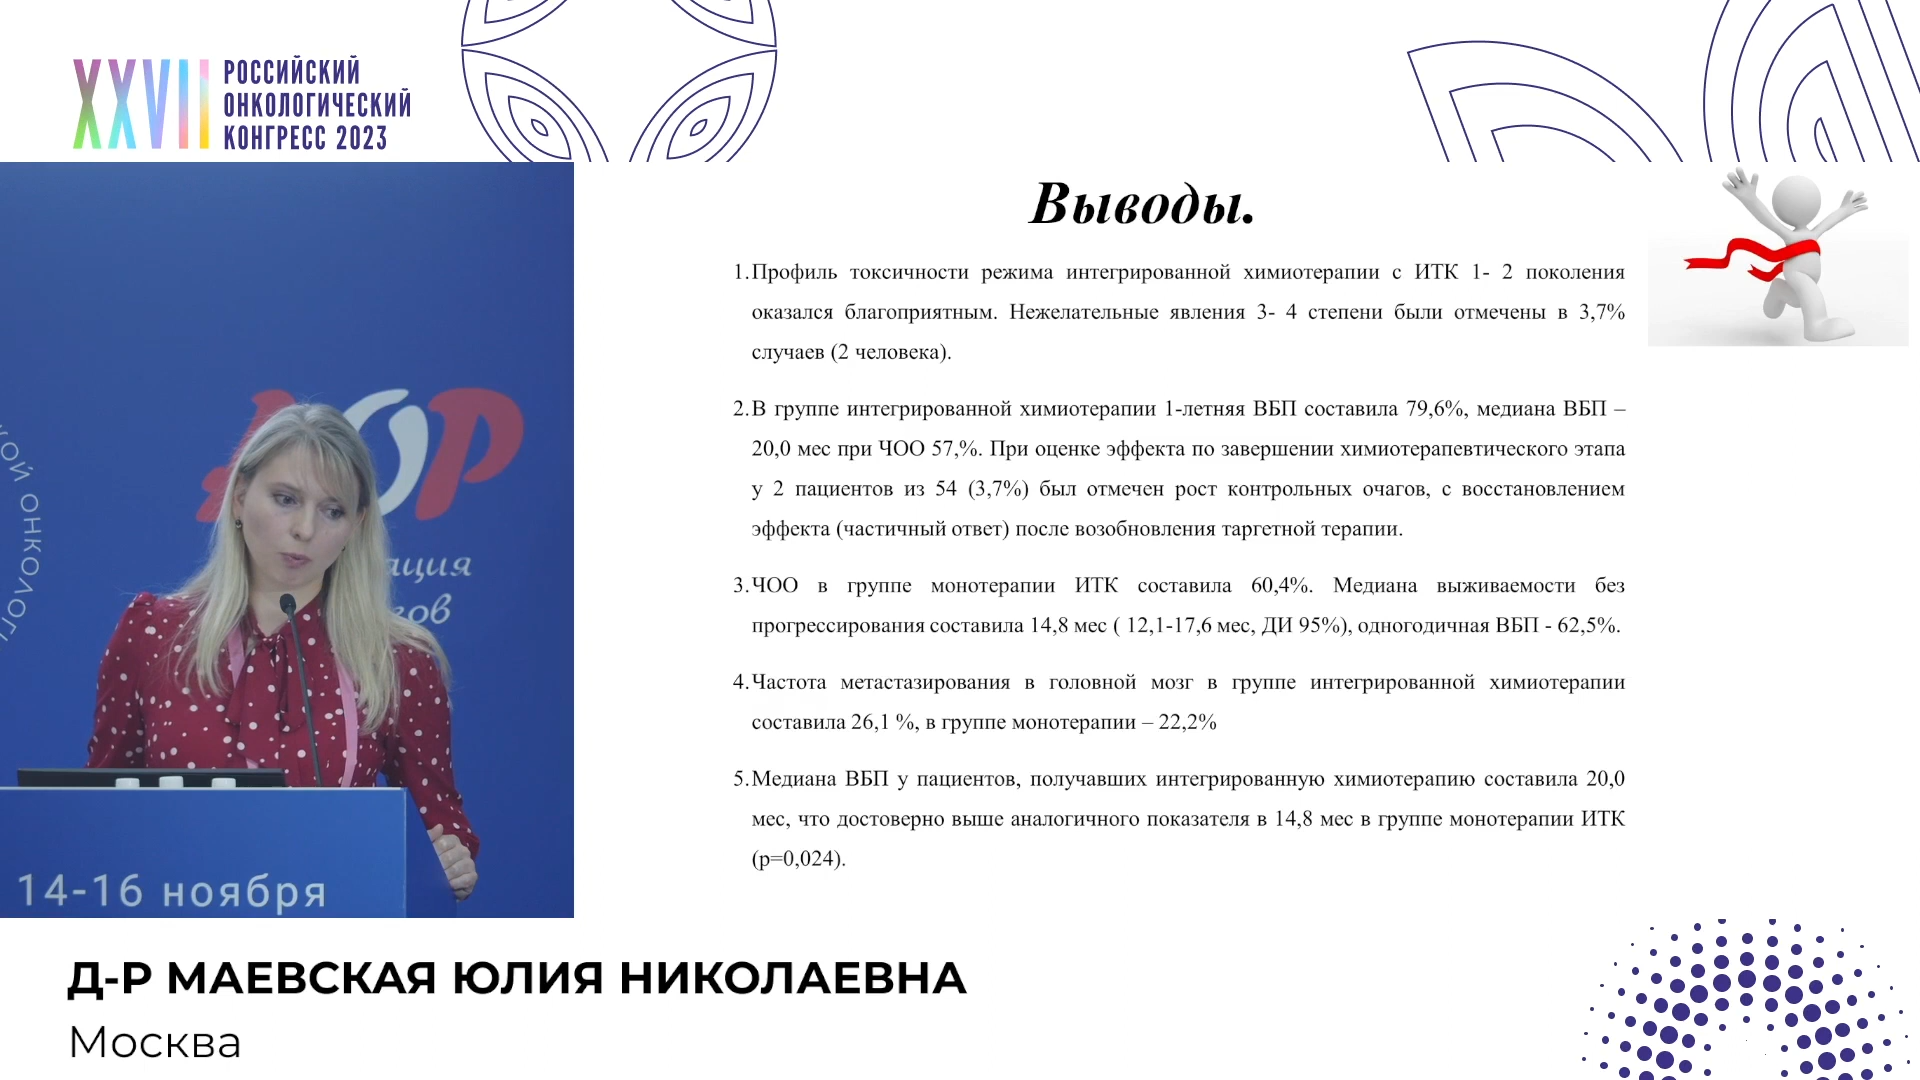 XXVII
РОССИЙСКИЙ
ОНКОЛОГИЧЕСКИЙ
КОНГРЕСС 2023
Выводы.
1. Профиль токсичности режима интегрированной химиотерапии с ИТК 1- 2 поколения
оказался благоприятным. Нежелательные явления 3- 4 степени были отмечены в 3,7%
случаев (2 человека).
2. В группе интегрированной химиотерапии 1-летняя ВБП составила 79,6%, медиана ВБП –
20,0 мес при ЧОО 57,%. При оценке эффекта по завершении химиотерапевтического этапа
у 2 пациентов из 54 (3,7%) был отмечен рост контрольных очагов, с восстановлением
эффекта (частичный ответ) после возобновления таргетной терапии.
3. ЧОО в группе монотерапии ИТК составила 60,4%. Медиана выживаемости без
прогрессирования составила 14,8 мес ( 12,1-17,6 мес, ДИ 95%), одногодичная ВБП - 62,5%.
4. Частота метастазирования в головной мозг в группе интегрированной химиотерапии
составила 26,1 %, в группе монотерапии – 22,2%
5. Медиана ВБП у пациентов, получавших интегрированную химиотерапию составила 20,0
мес, что достоверно выше аналогичного показателя в 14,8 мес в группе монотерапии ИТК
(р=0,024).
14-16 ноября
Д-Р МАЕВСКАЯ ЮЛИЯ НИКОЛАЕВНА
Москва